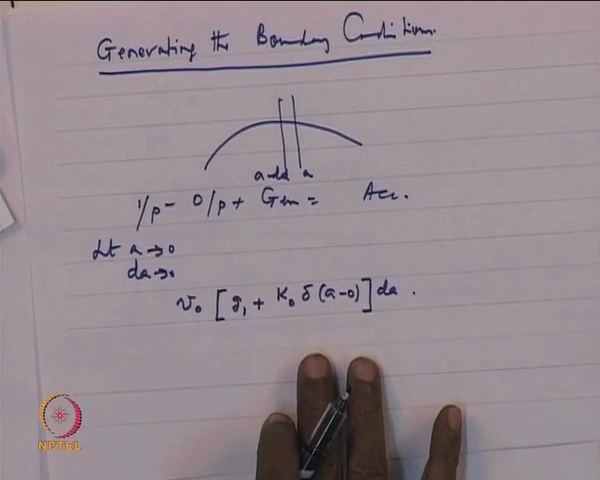 Generating the Boundary Conditions.
a-da a
I/p - O/p + Gen = Acc.
Lt a→0
da→0
v₀ [g₁ + K₀ δ(a-0)] da .
NPTEL